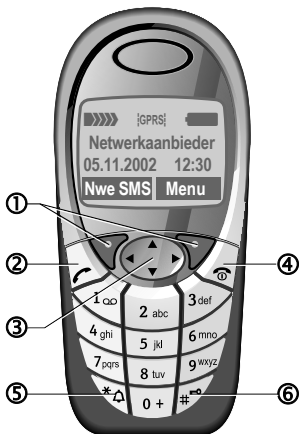 GPRS
Netwerkaanbieder
05.11.2002 12:30
Nwe SMS Menu
①
②
④
③
1
2 abc
3 def
4 ghi
5 jkl
6 mno
7 pqrs
8 tuv
9 wxyz
⑤
*
0 +
#
⑥